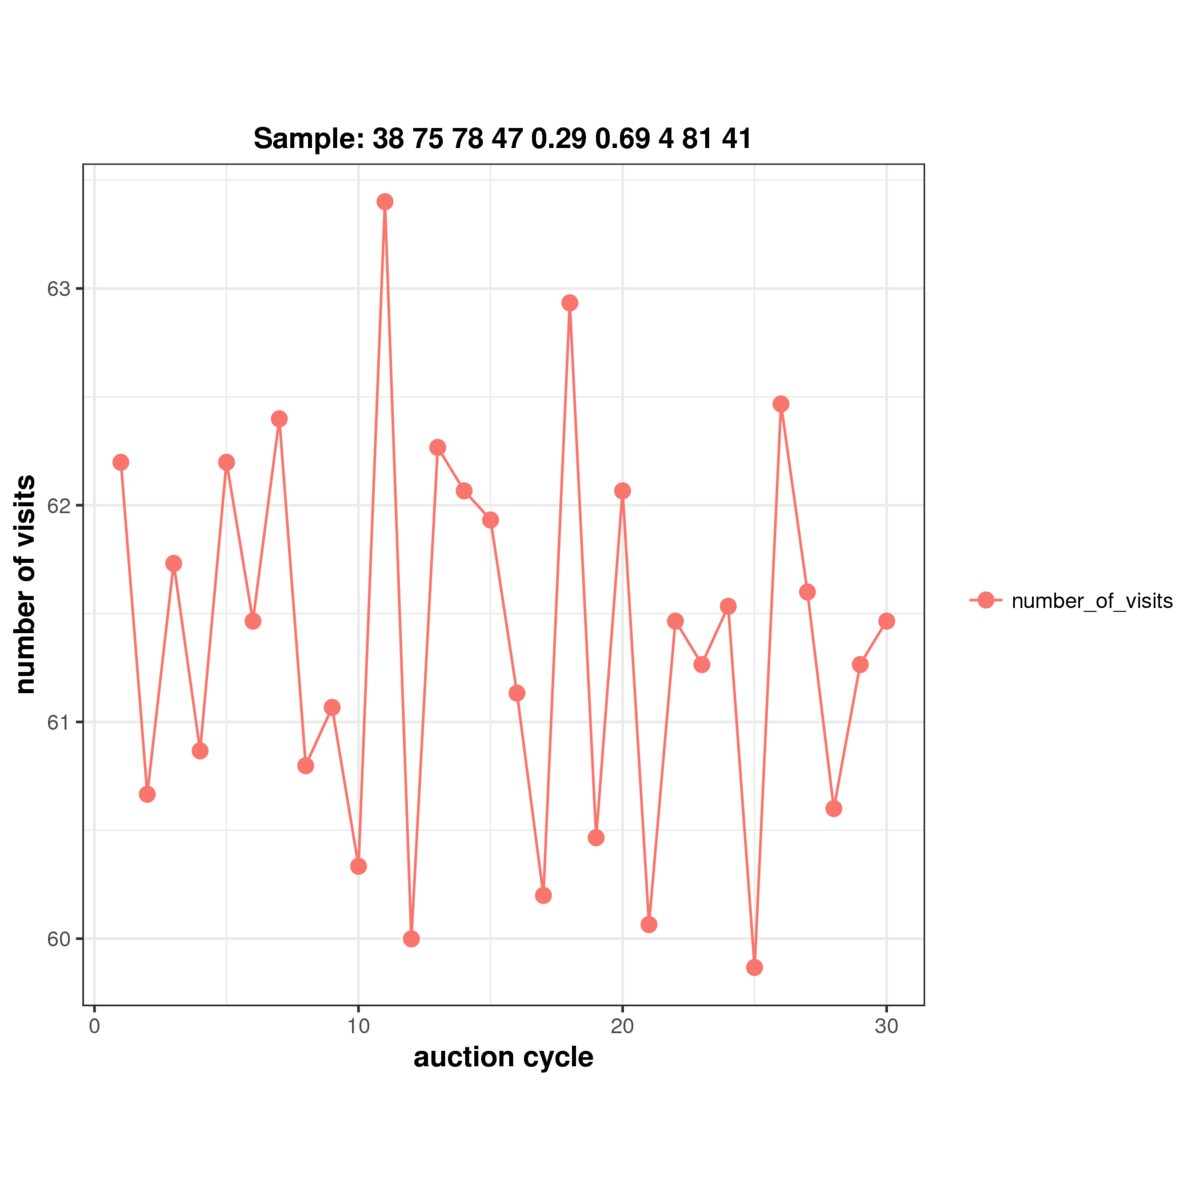 Sample: 38 75 78 47 0.29 0.69 4 81 41
number of visits
63
62
61
60
0 10 20 30
auction cycle
number_of_visits